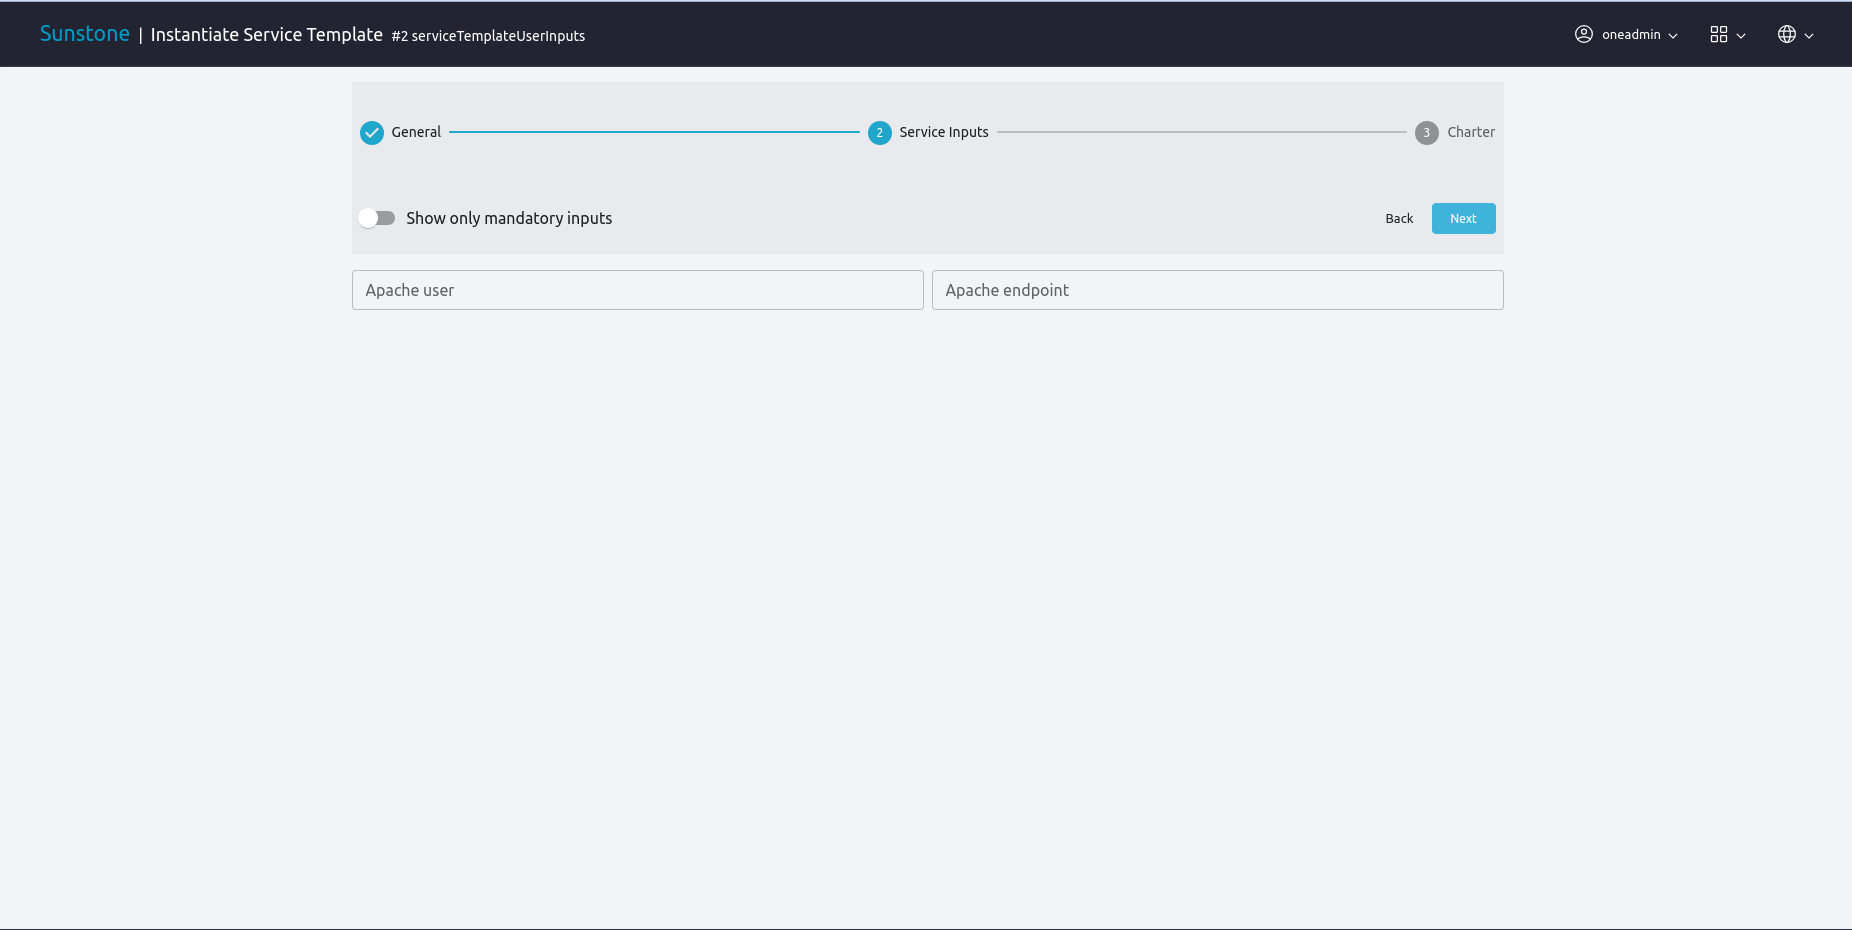 Sunstone | Instantiate Service Template #2 serviceTemplateUserInputs oneadmin
General 2 Service Inputs 3 Charter
Show only mandatory inputs Back Next
Apache user Apache endpoint